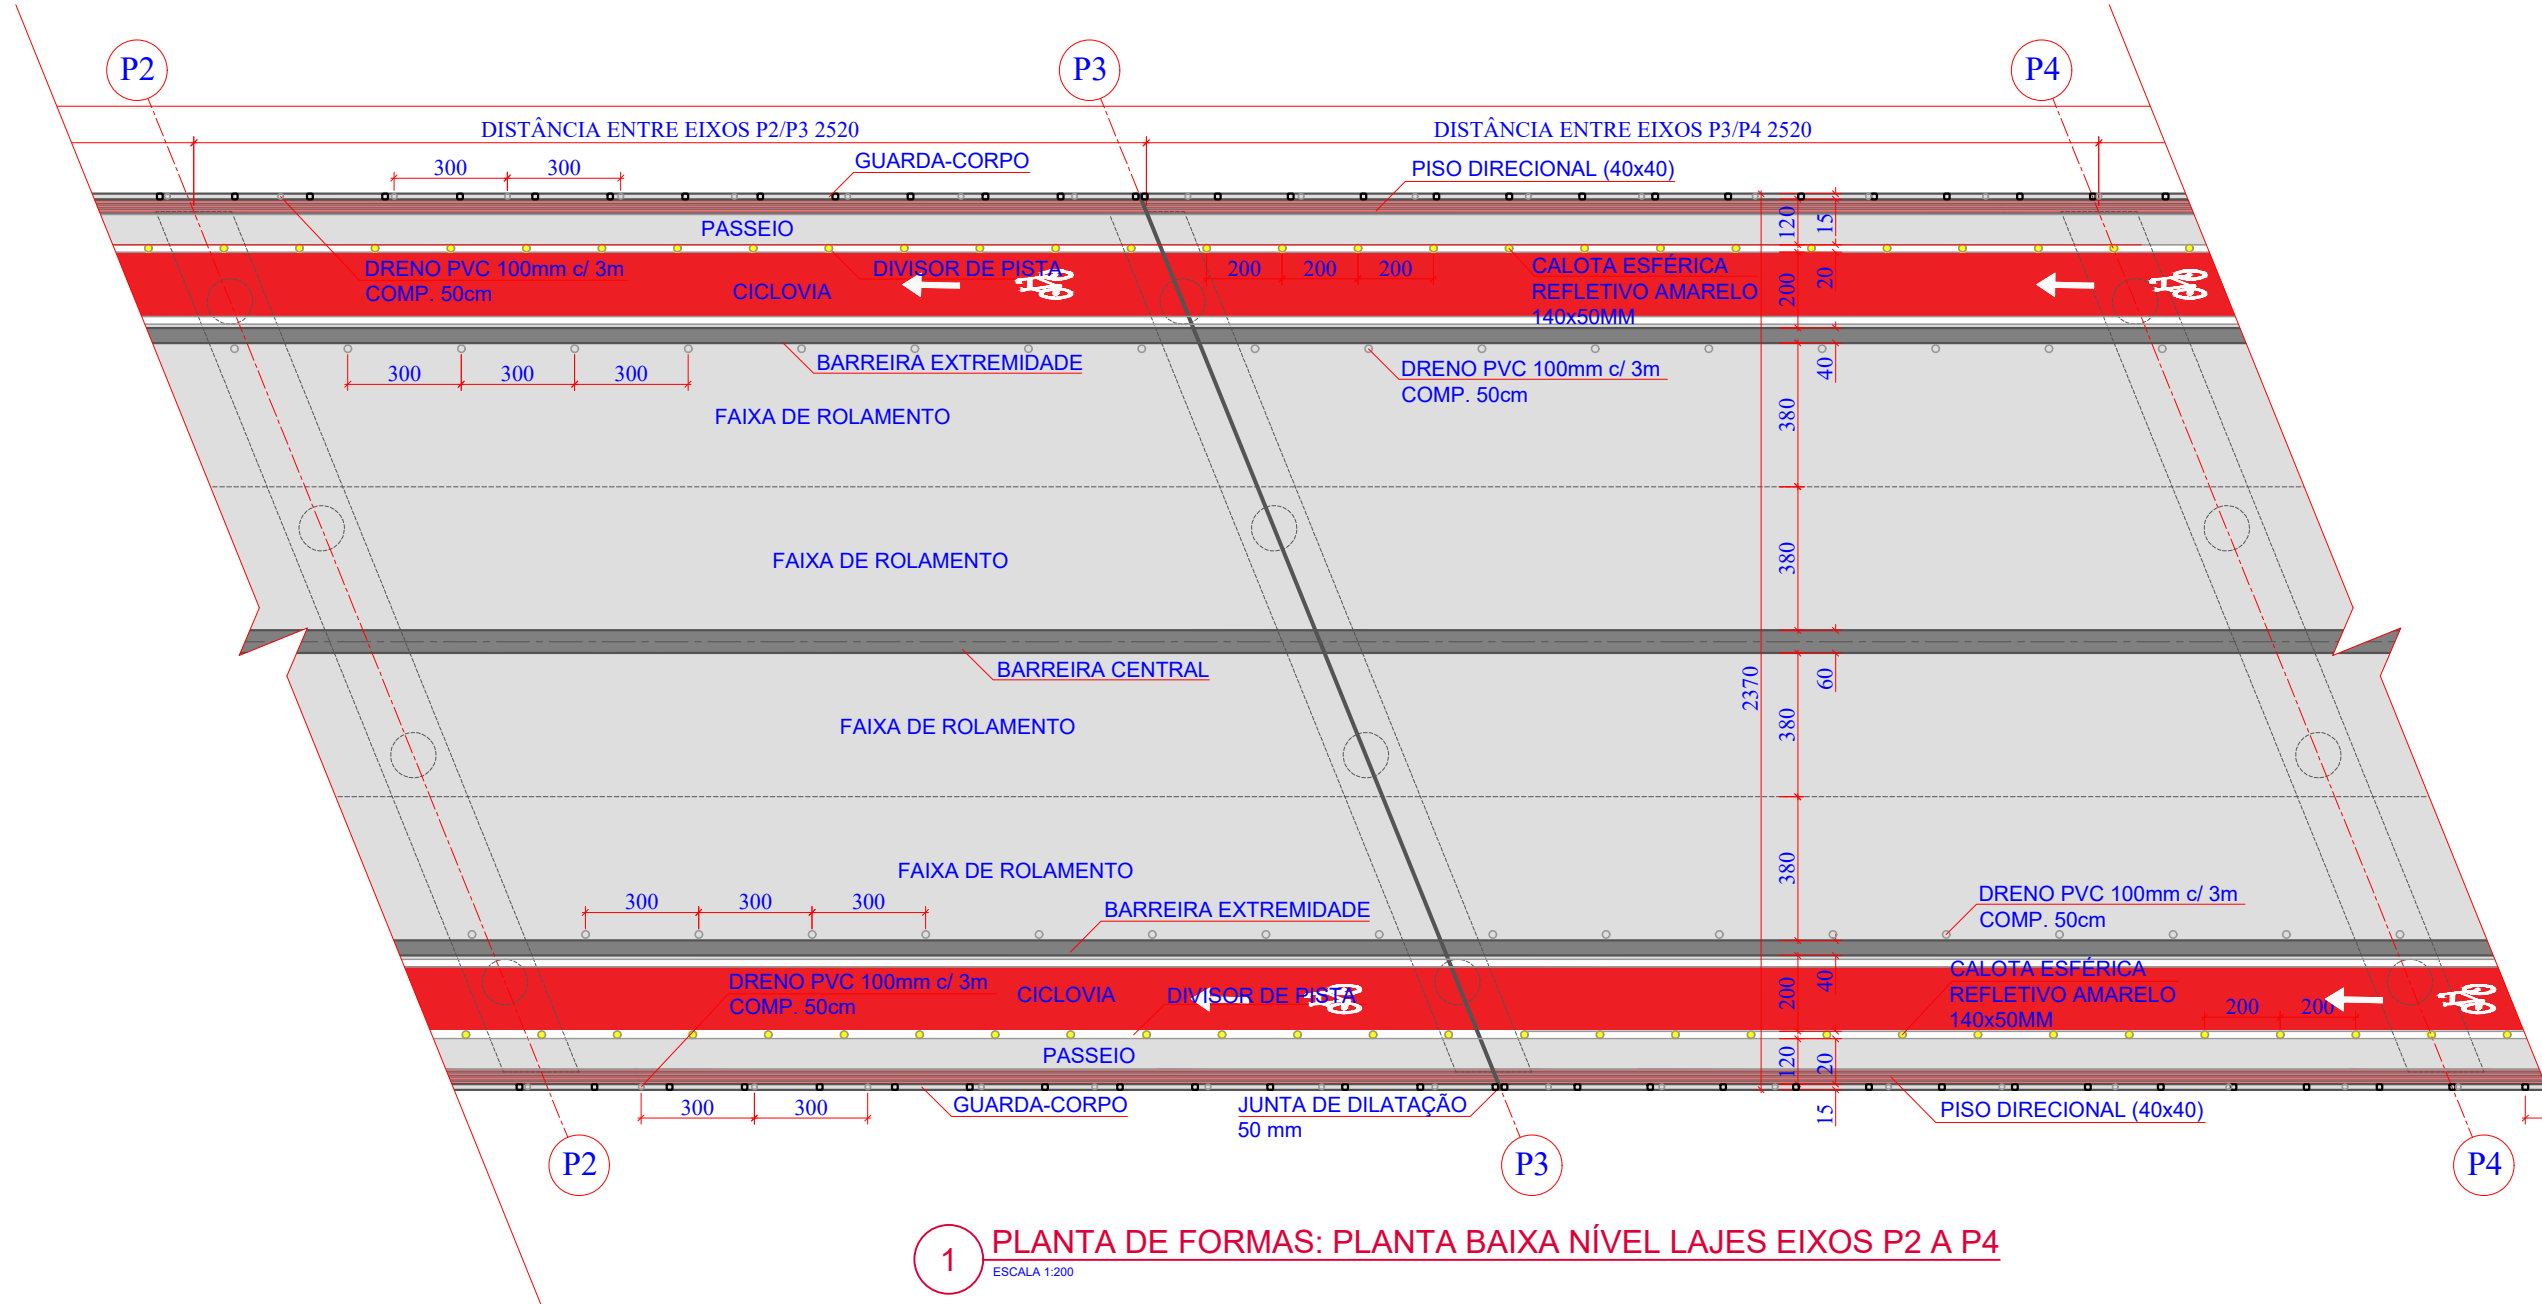 P2
P3
P4
DISTÂNCIA ENTRE EIXOS P2/P3 2520
DISTÂNCIA ENTRE EIXOS P3/P4 2520
300
300
GUARDA-CORPO
PISO DIRECIONAL (40x40)
PASSEIO
120
15
DRENO PVC 100mm c/ 3m
COMP. 50cm
DIVISOR DE PISTA
CICLOVIA
200
200
200
CALOTA ESFÉRICA
REFLETIVO AMARELO
140x50MM
200
20
300
300
300
BARREIRA EXTREMIDADE
DRENO PVC 100mm c/ 3m
COMP. 50cm
40
380
FAIXA DE ROLAMENTO
FAIXA DE ROLAMENTO
380
BARREIRA CENTRAL
2370
60
FAIXA DE ROLAMENTO
380
FAIXA DE ROLAMENTO
380
300
300
300
BARREIRA EXTREMIDADE
DRENO PVC 100mm c/ 3m
COMP. 50cm
DRENO PVC 100mm c/ 3m
COMP. 50cm
CICLOVIA
DIVISOR DE PISTA
200
40
CALOTA ESFÉRICA
REFLETIVO AMARELO
140x50MM
200
200
PASSEIO
120
20
300
300
GUARDA-CORPO
JUNTA DE DILATAÇÃO
50 mm
15
PISO DIRECIONAL (40x40)
P2
P3
P4
1
PLANTA DE FORMAS: PLANTA BAIXA NÍVEL LAJES EIXOS P2 A P4
ESCALA 1:200